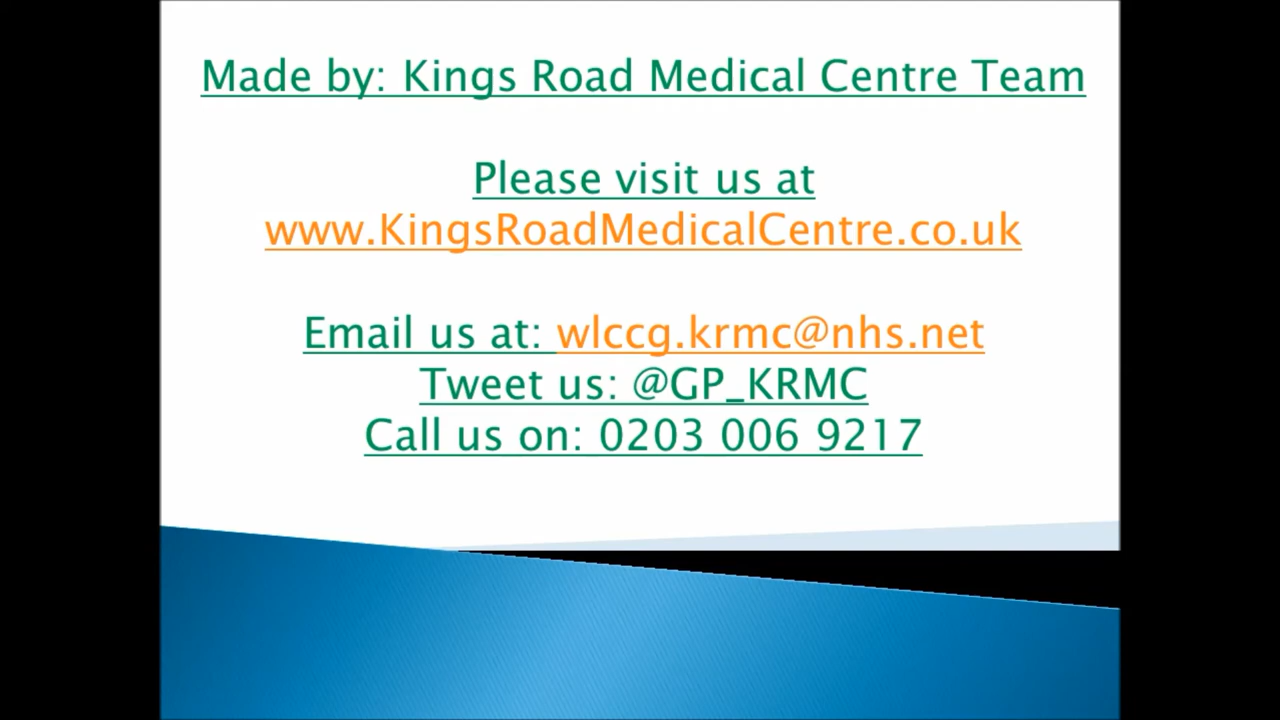 Made by: Kings Road Medical Centre Team
Please visit us at
www.KingsRoadMedicalCentre.co.uk
Email us at: wlccg.krmc@nhs.net
Tweet us: @GP_KRMC
Call us on: 0203 006 9217